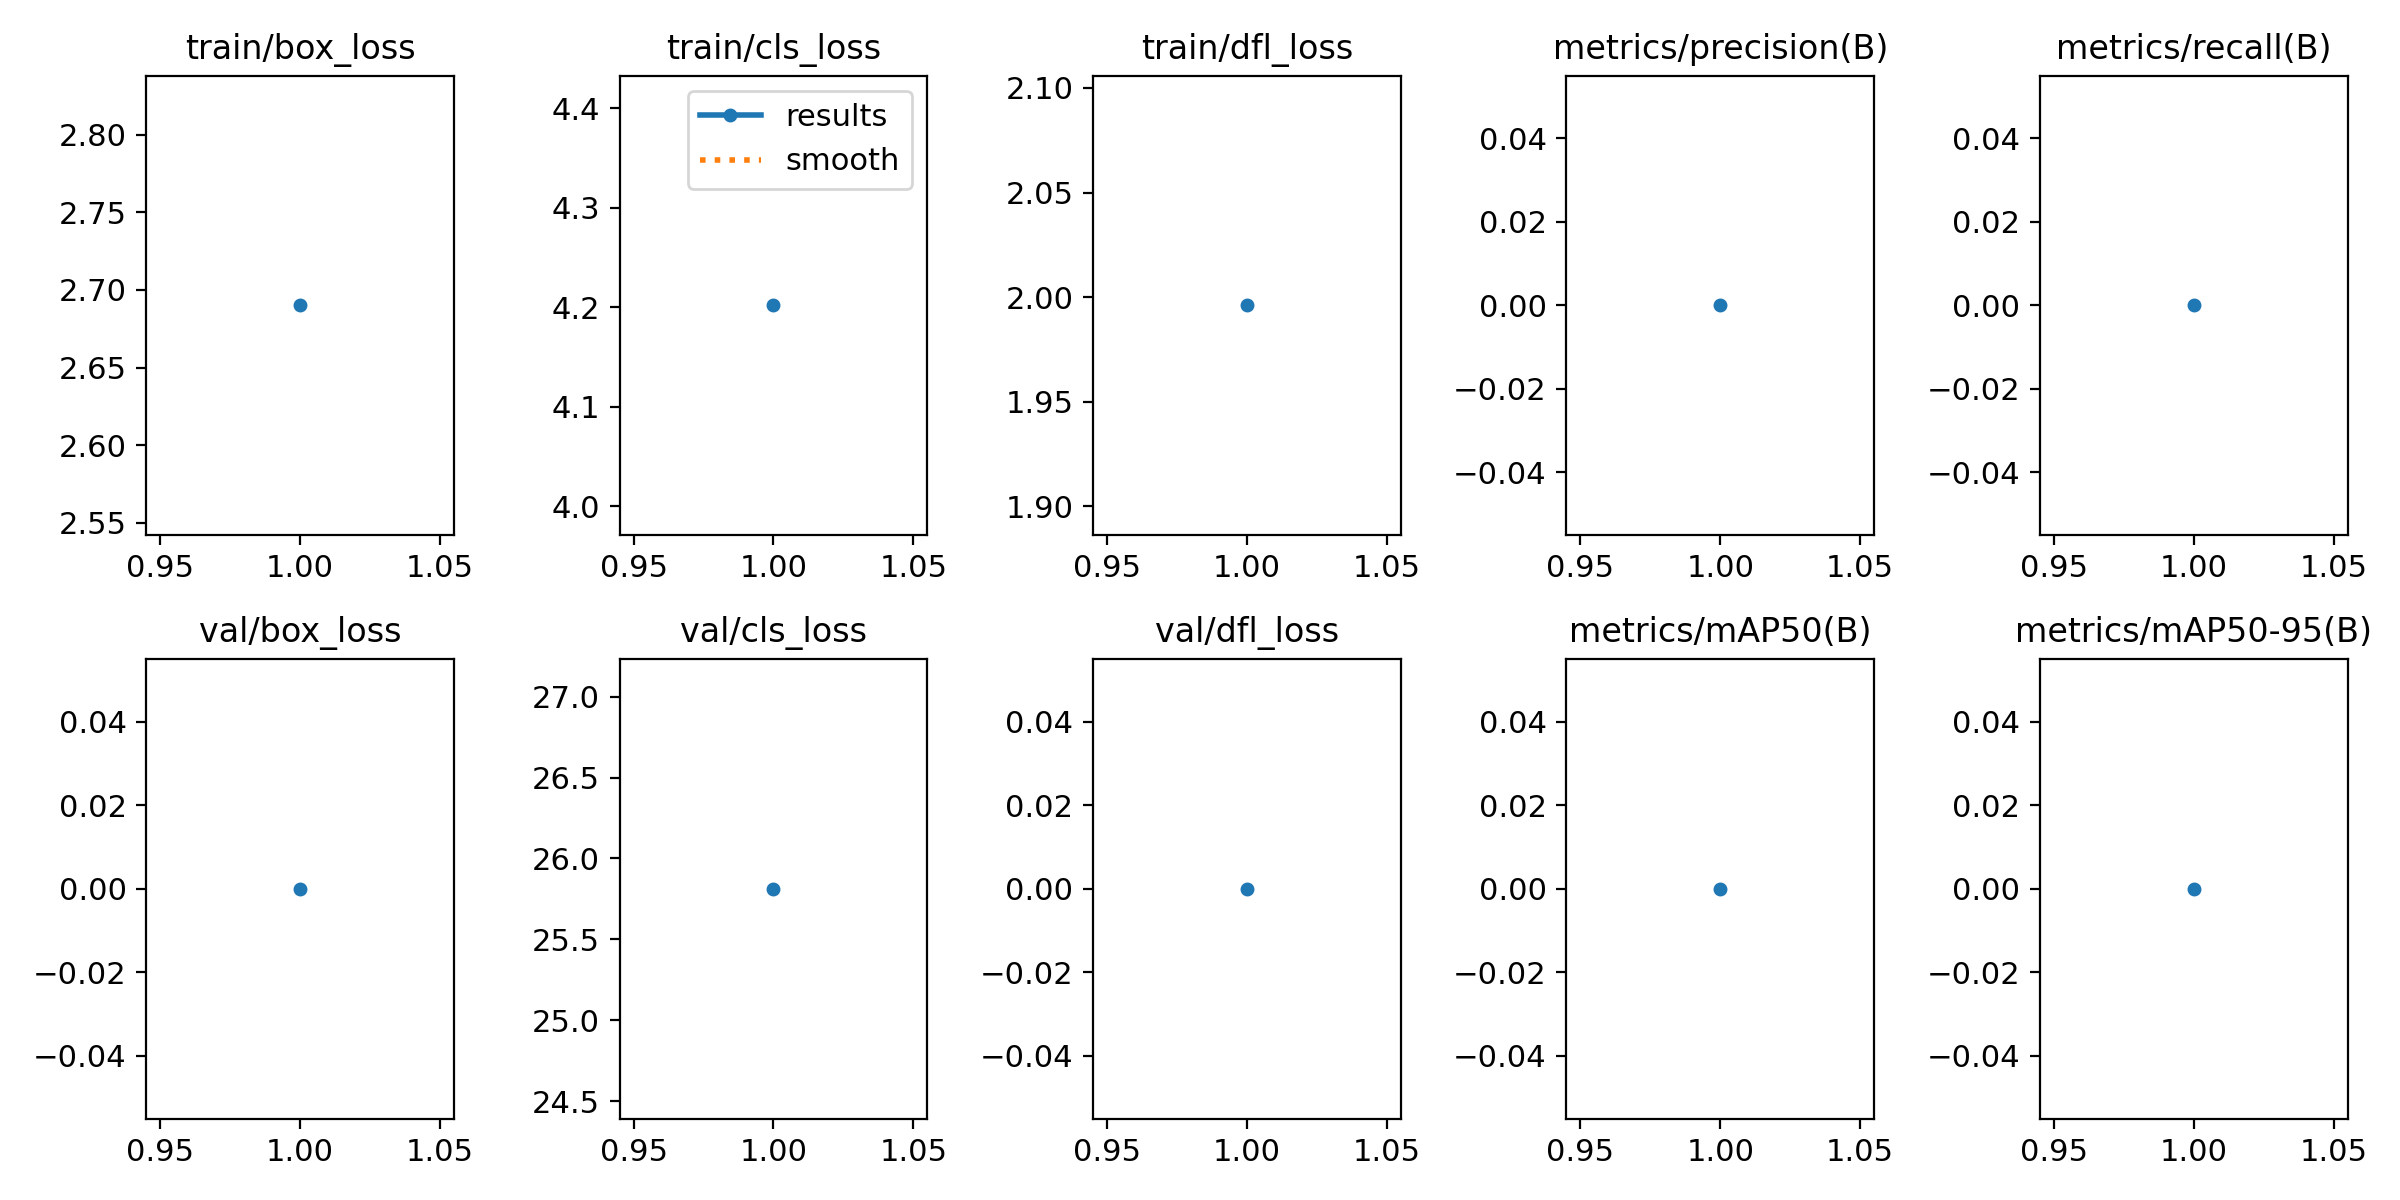 train/box_loss
2.80
2.75
2.70
2.65
2.60
2.55
0.95 1.00 1.05
train/cls_loss
results
smooth
4.4
4.3
4.2
4.1
4.0
0.95 1.00 1.05
train/dfl_loss
2.10
2.05
2.00
1.95
1.90
0.95 1.00 1.05
metrics/precision(B)
0.04
0.02
0.00
−0.02
−0.04
0.95 1.00 1.05
metrics/recall(B)
0.04
0.02
0.00
−0.02
−0.04
0.95 1.00 1.05
val/box_loss
0.04
0.02
0.00
−0.02
−0.04
0.95 1.00 1.05
val/cls_loss
27.0
26.5
26.0
25.5
25.0
24.5
0.95 1.00 1.05
val/dfl_loss
0.04
0.02
0.00
−0.02
−0.04
0.95 1.00 1.05
metrics/mAP50(B)
0.04
0.02
0.00
−0.02
−0.04
0.95 1.00 1.05
metrics/mAP50-95(B)
0.04
0.02
0.00
−0.02
−0.04
0.95 1.00 1.05